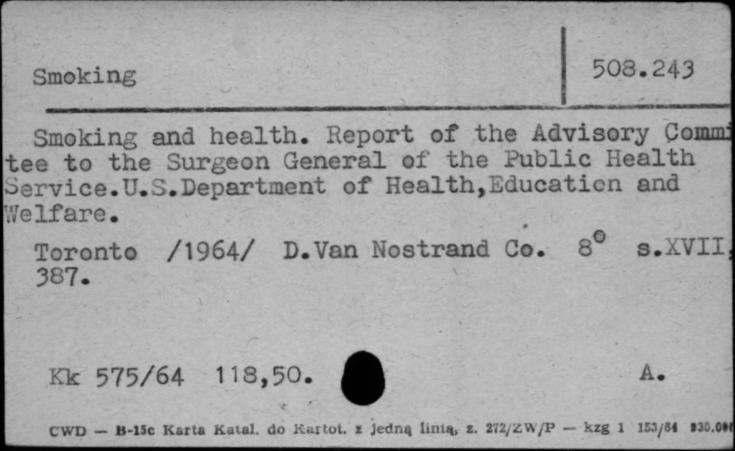 Smoking
508.243
Smoking and health. Report of the Advisory Commi
tee to the Surgeon General of the Public Health
Service.U.S.Department of Health,Education and
Welfare.
Toronto /1964/ D.Van Nostrand Co. 8° s.XVII,
387.
Kk 575/64 118,50. A.
CWD — B-15c Karta Katal. do Kartot. z jedną linią, z. 272/ZW/P — kzg 1 153/64